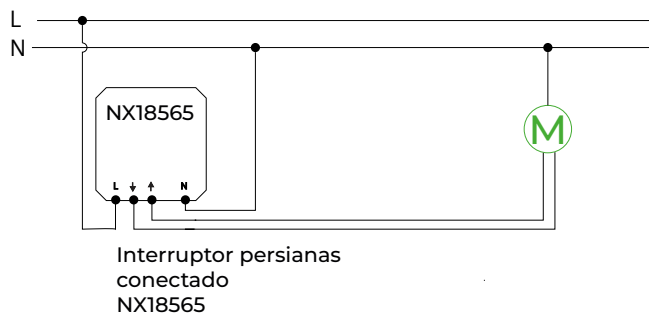 L
N
NX18565
M
L ↓ ↑ N
Interruptor persianas
conectado
NX18565